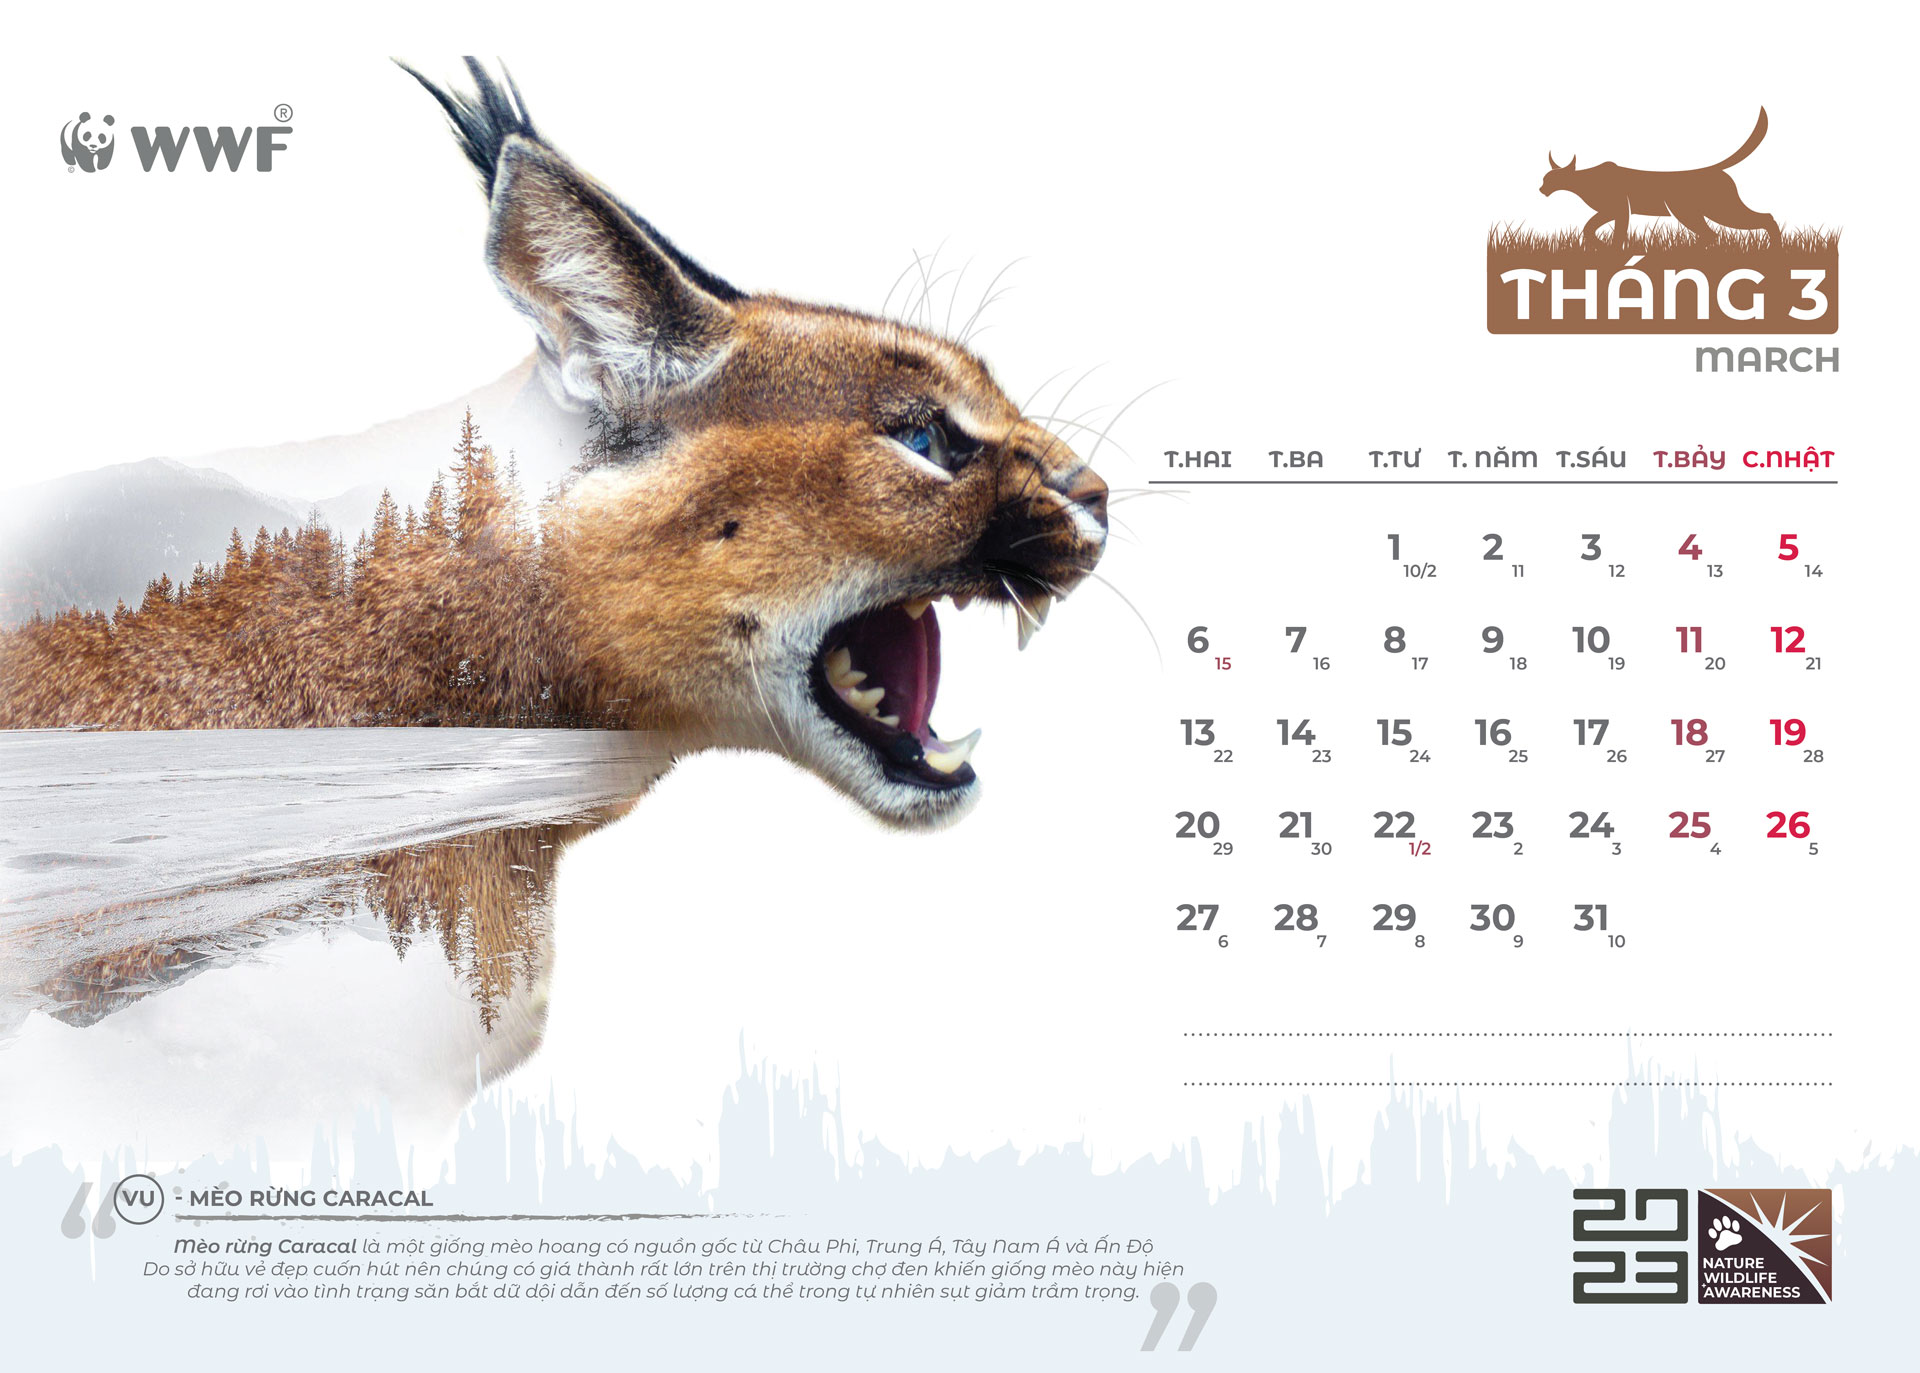 WWF®
©
THÁNG 3
MARCH
T.HAI T.BA T.TƯ T. NĂM T.SÁU T.BẢY C.NHẬT
1 10/2 2 11 3 12 4 13 5 14
6 15 7 16 8 17 9 18 10 19 11 20 12 21
13 22 14 23 15 24 16 25 17 26 18 27 19 28
20 29 21 30 22 1/2 23 2 24 3 25 4 26 5
27 6 28 7 29 8 30 9 31 10
“
VU - MÈO RỪNG CARACAL
Mèo rừng Caracal là một giống mèo hoang có nguồn gốc từ Châu Phi, Trung Á, Tây Nam Á và Ấn Độ
Do sở hữu vẻ đẹp cuốn hút nên chúng có giá thành rất lớn trên thị trường chợ đen khiến giống mèo này hiện
đang rơi vào tình trạng săn bắt dữ dội dẫn đến số lượng cá thể trong tự nhiên sụt giảm trầm trọng.
”
2023
NATURE
WILDLIFE
+AWARENESS